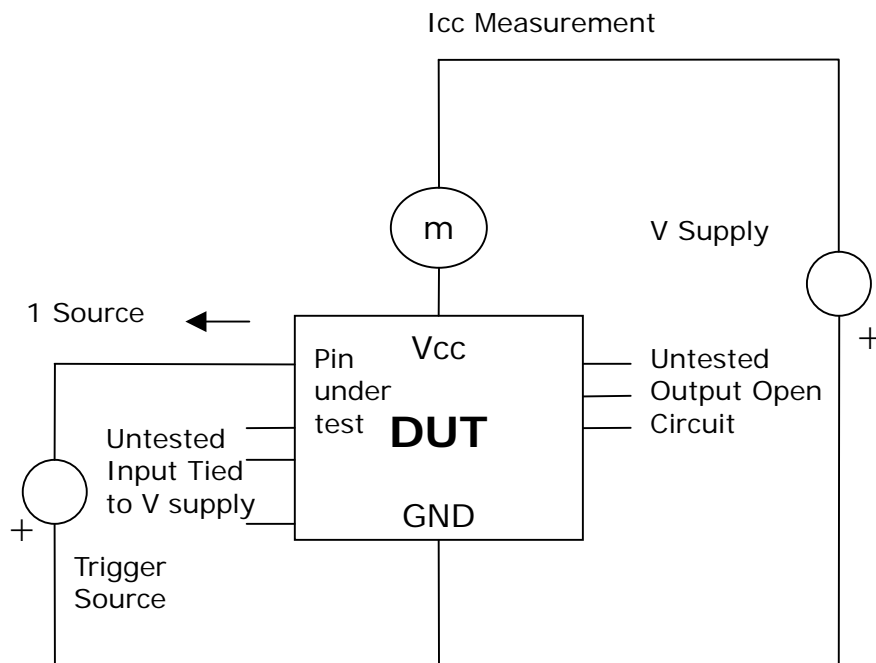 Icc Measurement
m
V Supply
1 Source
+
Vcc
Pin
under
test
DUT
GND
Untested
Output Open
Circuit
Untested
Input Tied
to V supply
+
Trigger
Source